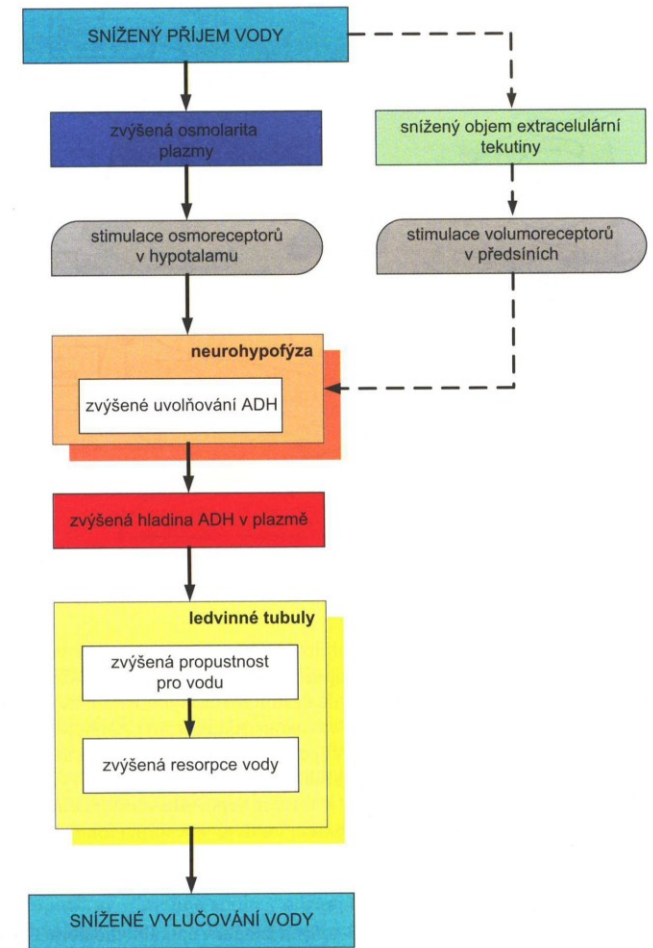 SNÍŽENÝ PŘÍJEM VODY
zvýšená osmolarita
plazmy
snížený objem extracelulární
tekutiny
stimulace osmoreceptorů
v hypotalamu
stimulace volumoreceptorů
v předsíních
neurohypofýza
zvýšené uvolňování ADH
zvýšená hladina ADH v plazmě
ledvinné tubuly
zvýšená propustnost
pro vodu
zvýšená resorpce vody
SNÍŽENÉ VYLUČOVÁNÍ VODY